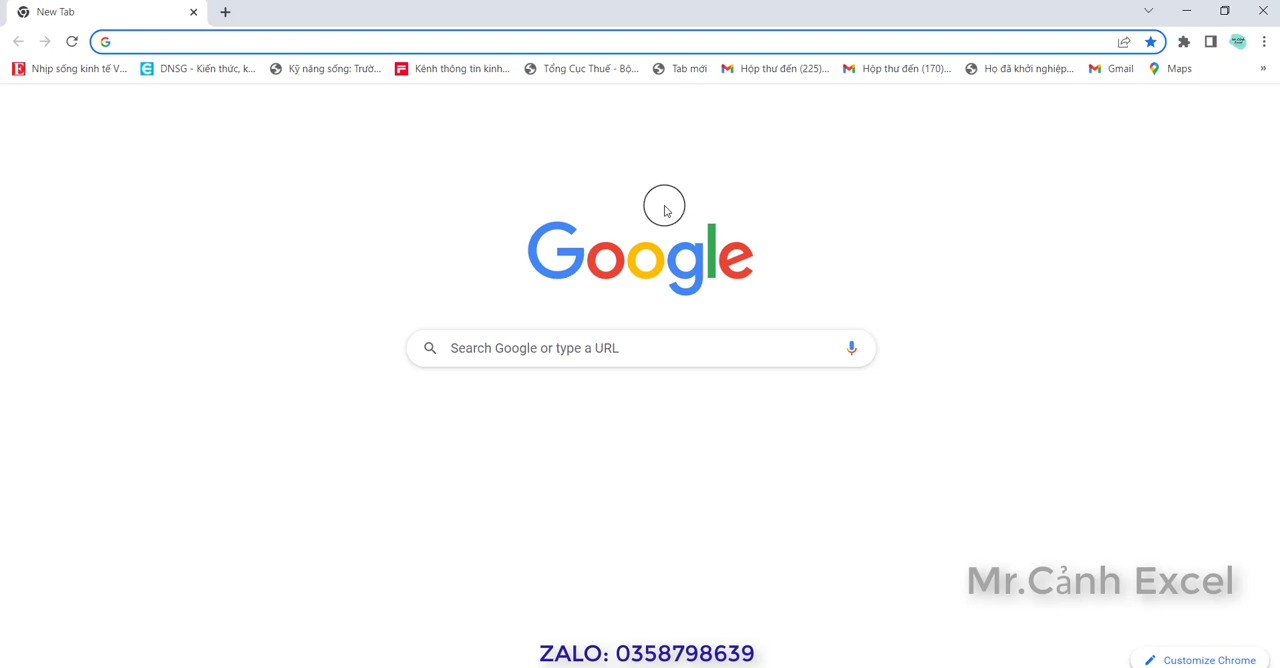 New Tab
Nhịp sống kinh tế V... DNSG - Kiến thức, k... Kỹ năng sống: Trườ... Kênh thông tin kinh... Tổng Cục Thuế - Bộ... Tab mới Hộp thư đến (225)... Hộp thư đến (170)... Họ đã khởi nghiệp... Gmail Maps »
Google
Search Google or type a URL
Mr.Cảnh Excel
ZALO: 0358798639
Customize Chrome